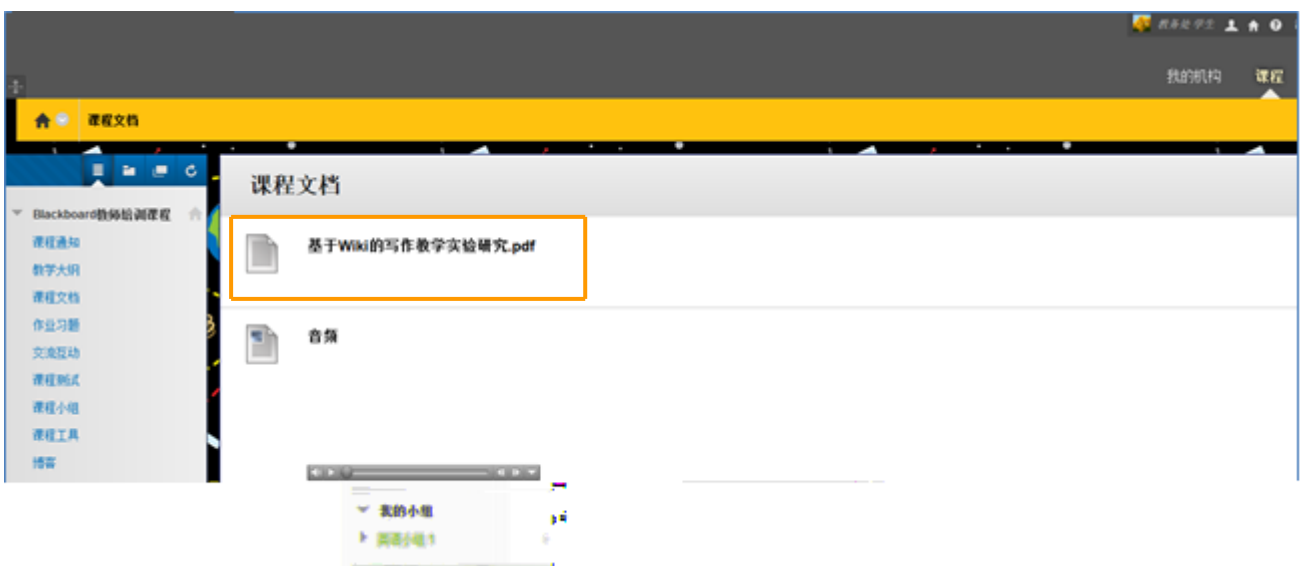 教务处学生
我的机构 课程
课程文档
课程文档
Blackboard教师培训课程
基于Wiki的写作教学实验研究.pdf
课程通知
教学大纲
课程文档
作业习题
音频
交流互动
课程测试
课程小组
课程工具
博客
我的小组
英语小组1